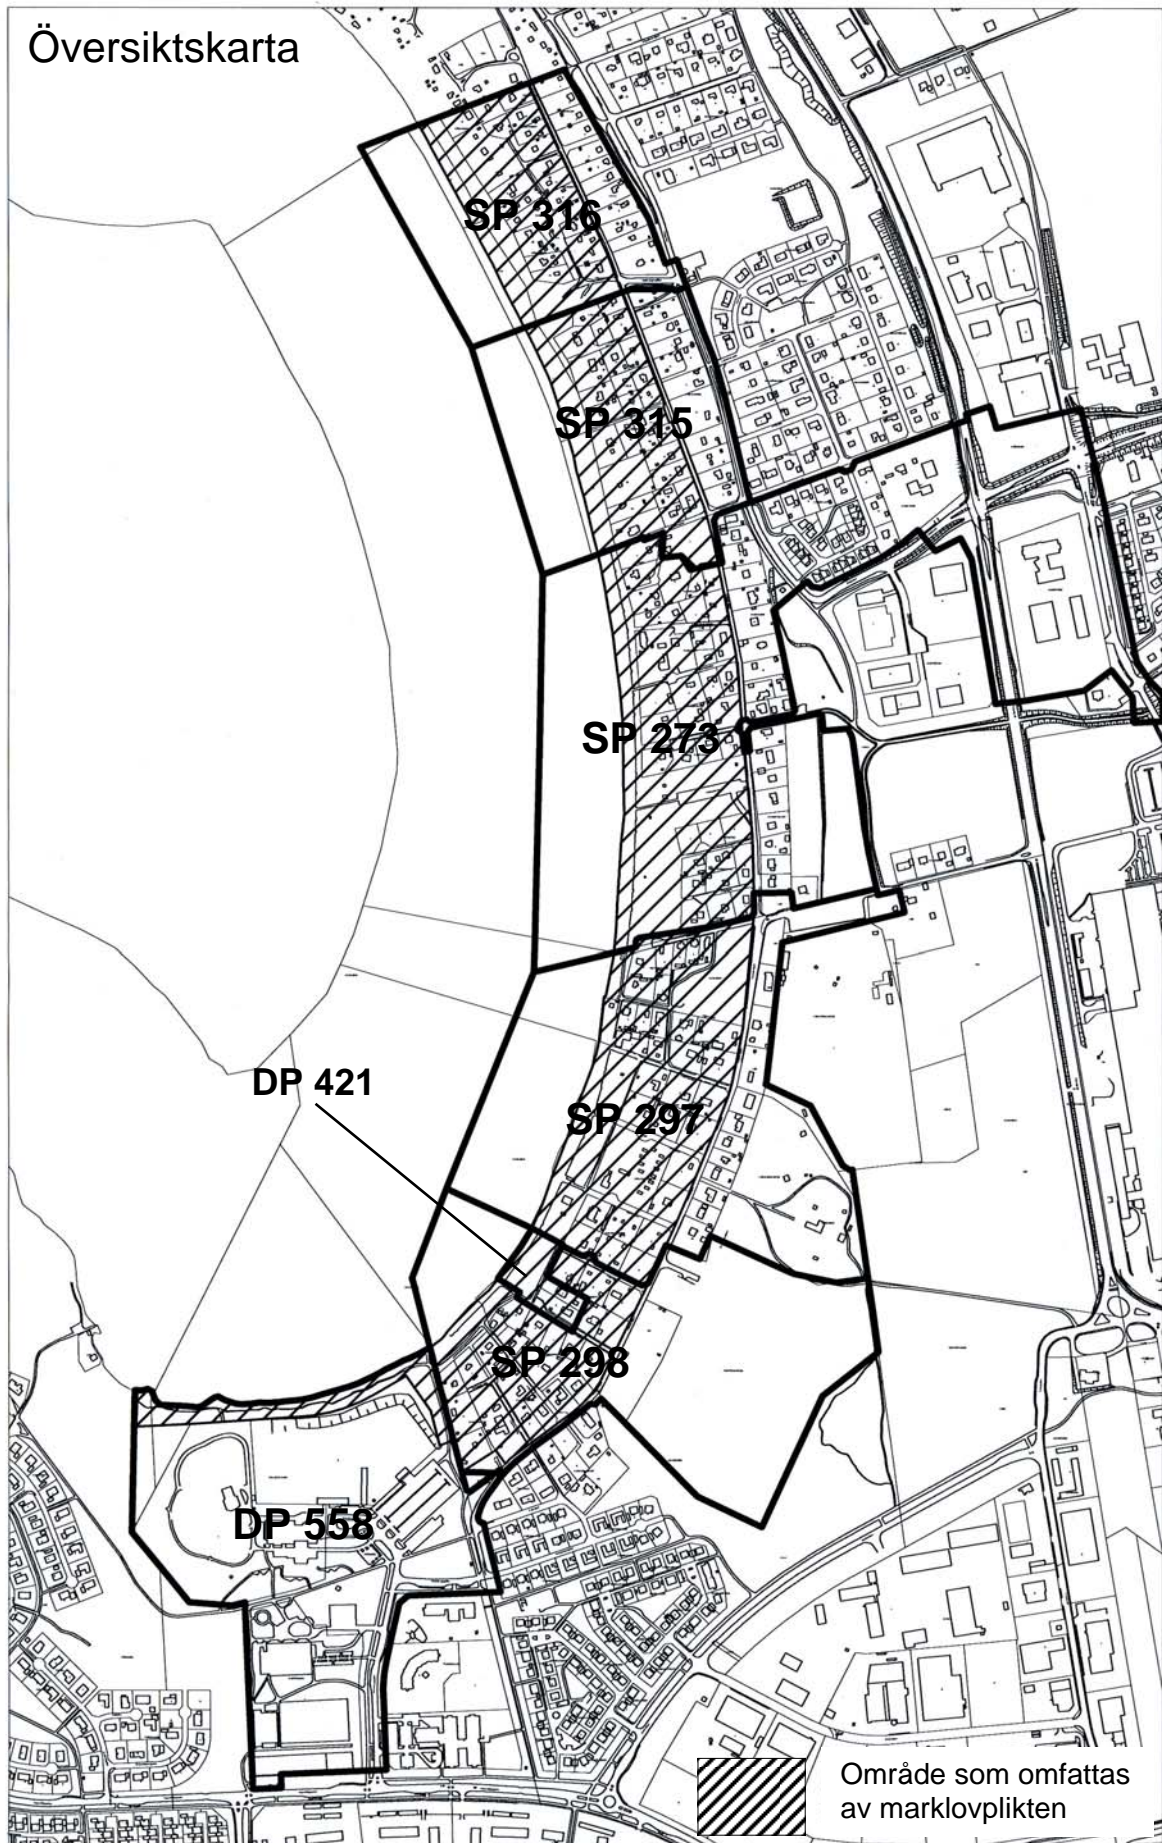 Översiktskarta
SP 316
SP 315
SP 273
DP 421
SP 297
SP 298
DP 558
Område som omfattas
av marklovplikten